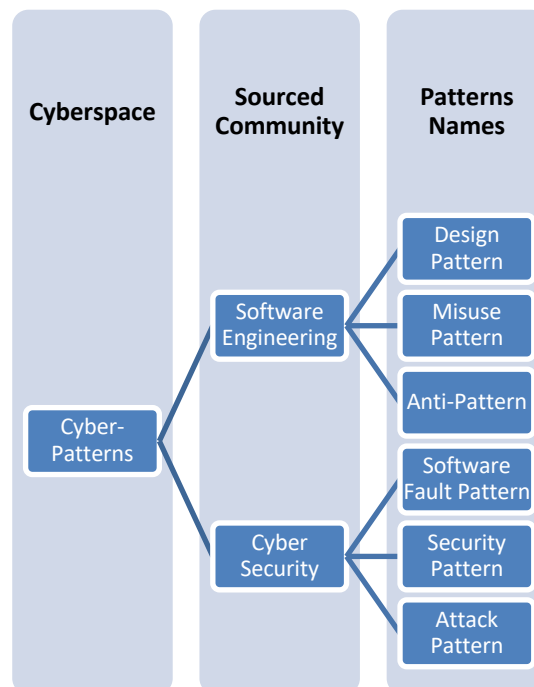 Cyberspace
Sourced
Community
Patterns
Names
Cyber-
Patterns
Software
Engineering
Cyber
Security
Design
Pattern
Misuse
Pattern
Anti-Pattern
Software
Fault Pattern
Security
Pattern
Attack
Pattern